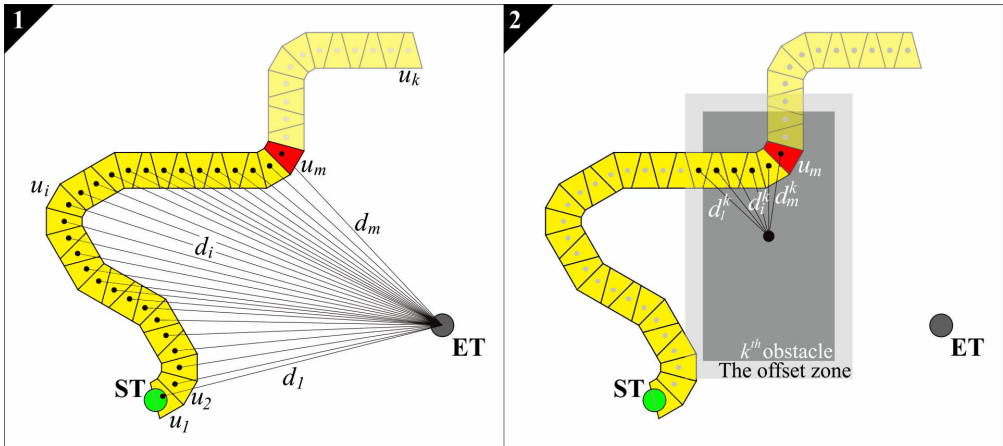 1
u_k
u_m
u_i
d_m
d_i
ET
d_1
ST
u_2
u_1
2
u_m
d_l^k
d_i^k
d_m^k
k^th obstacle
The offset zone
ET
ST